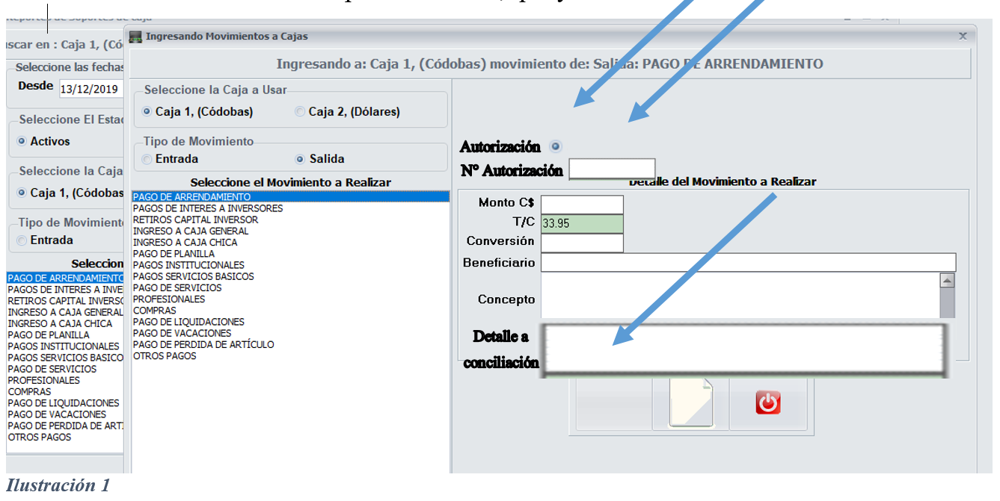 Reportes de Soportes de Caja
Ingresando Movimientos a Cajas
scar en : Caja 1, (Có
Ingresando a: Caja 1, (Códobas) movimiento de: Salida: PAGO DE ARRENDAMIENTO
Seleccione las fechas
Desde 13/12/2019
Seleccione El Estad
Activos
Seleccione la Caja
Caja 1, (Códobas
Tipo de Movimient
Entrada
Seleccion
PAGO DE ARRENDAMIENTO
PAGOS DE INTERES A INVE
RETIROS CAPITAL INVERSO
INGRESO A CAJA GENERAL
INGRESO A CAJA CHICA
PAGO DE PLANILLA
PAGOS INSTITUCIONALES
PAGOS SERVICIOS BASICO
PAGO DE SERVICIOS
PROFESIONALES
COMPRAS
PAGO DE LIQUIDACIONES
PAGO DE VACACIONES
PAGO DE PERDIDA DE ARTÍ
OTROS PAGOS
Seleccione la Caja a Usar
Caja 1, (Códobas) Caja 2, (Dólares)
Tipo de Movimiento
Entrada Salida
Seleccione el Movimiento a Realizar
PAGO DE ARRENDAMIENTO
PAGOS DE INTERES A INVERSORES
RETIROS CAPITAL INVERSOR
INGRESO A CAJA GENERAL
INGRESO A CAJA CHICA
PAGO DE PLANILLA
PAGOS INSTITUCIONALES
PAGOS SERVICIOS BASICOS
PAGO DE SERVICIOS
PROFESIONALES
COMPRAS
PAGO DE LIQUIDACIONES
PAGO DE VACACIONES
PAGO DE PERDIDA DE ARTÍCULO
OTROS PAGOS
Autorización
Nº Autorización
Detalle del Movimiento a Realizar
Monto C$
T/C 33.95
Conversión
Beneficiario
Concepto
Detalle a
conciliación
Ilustración 1